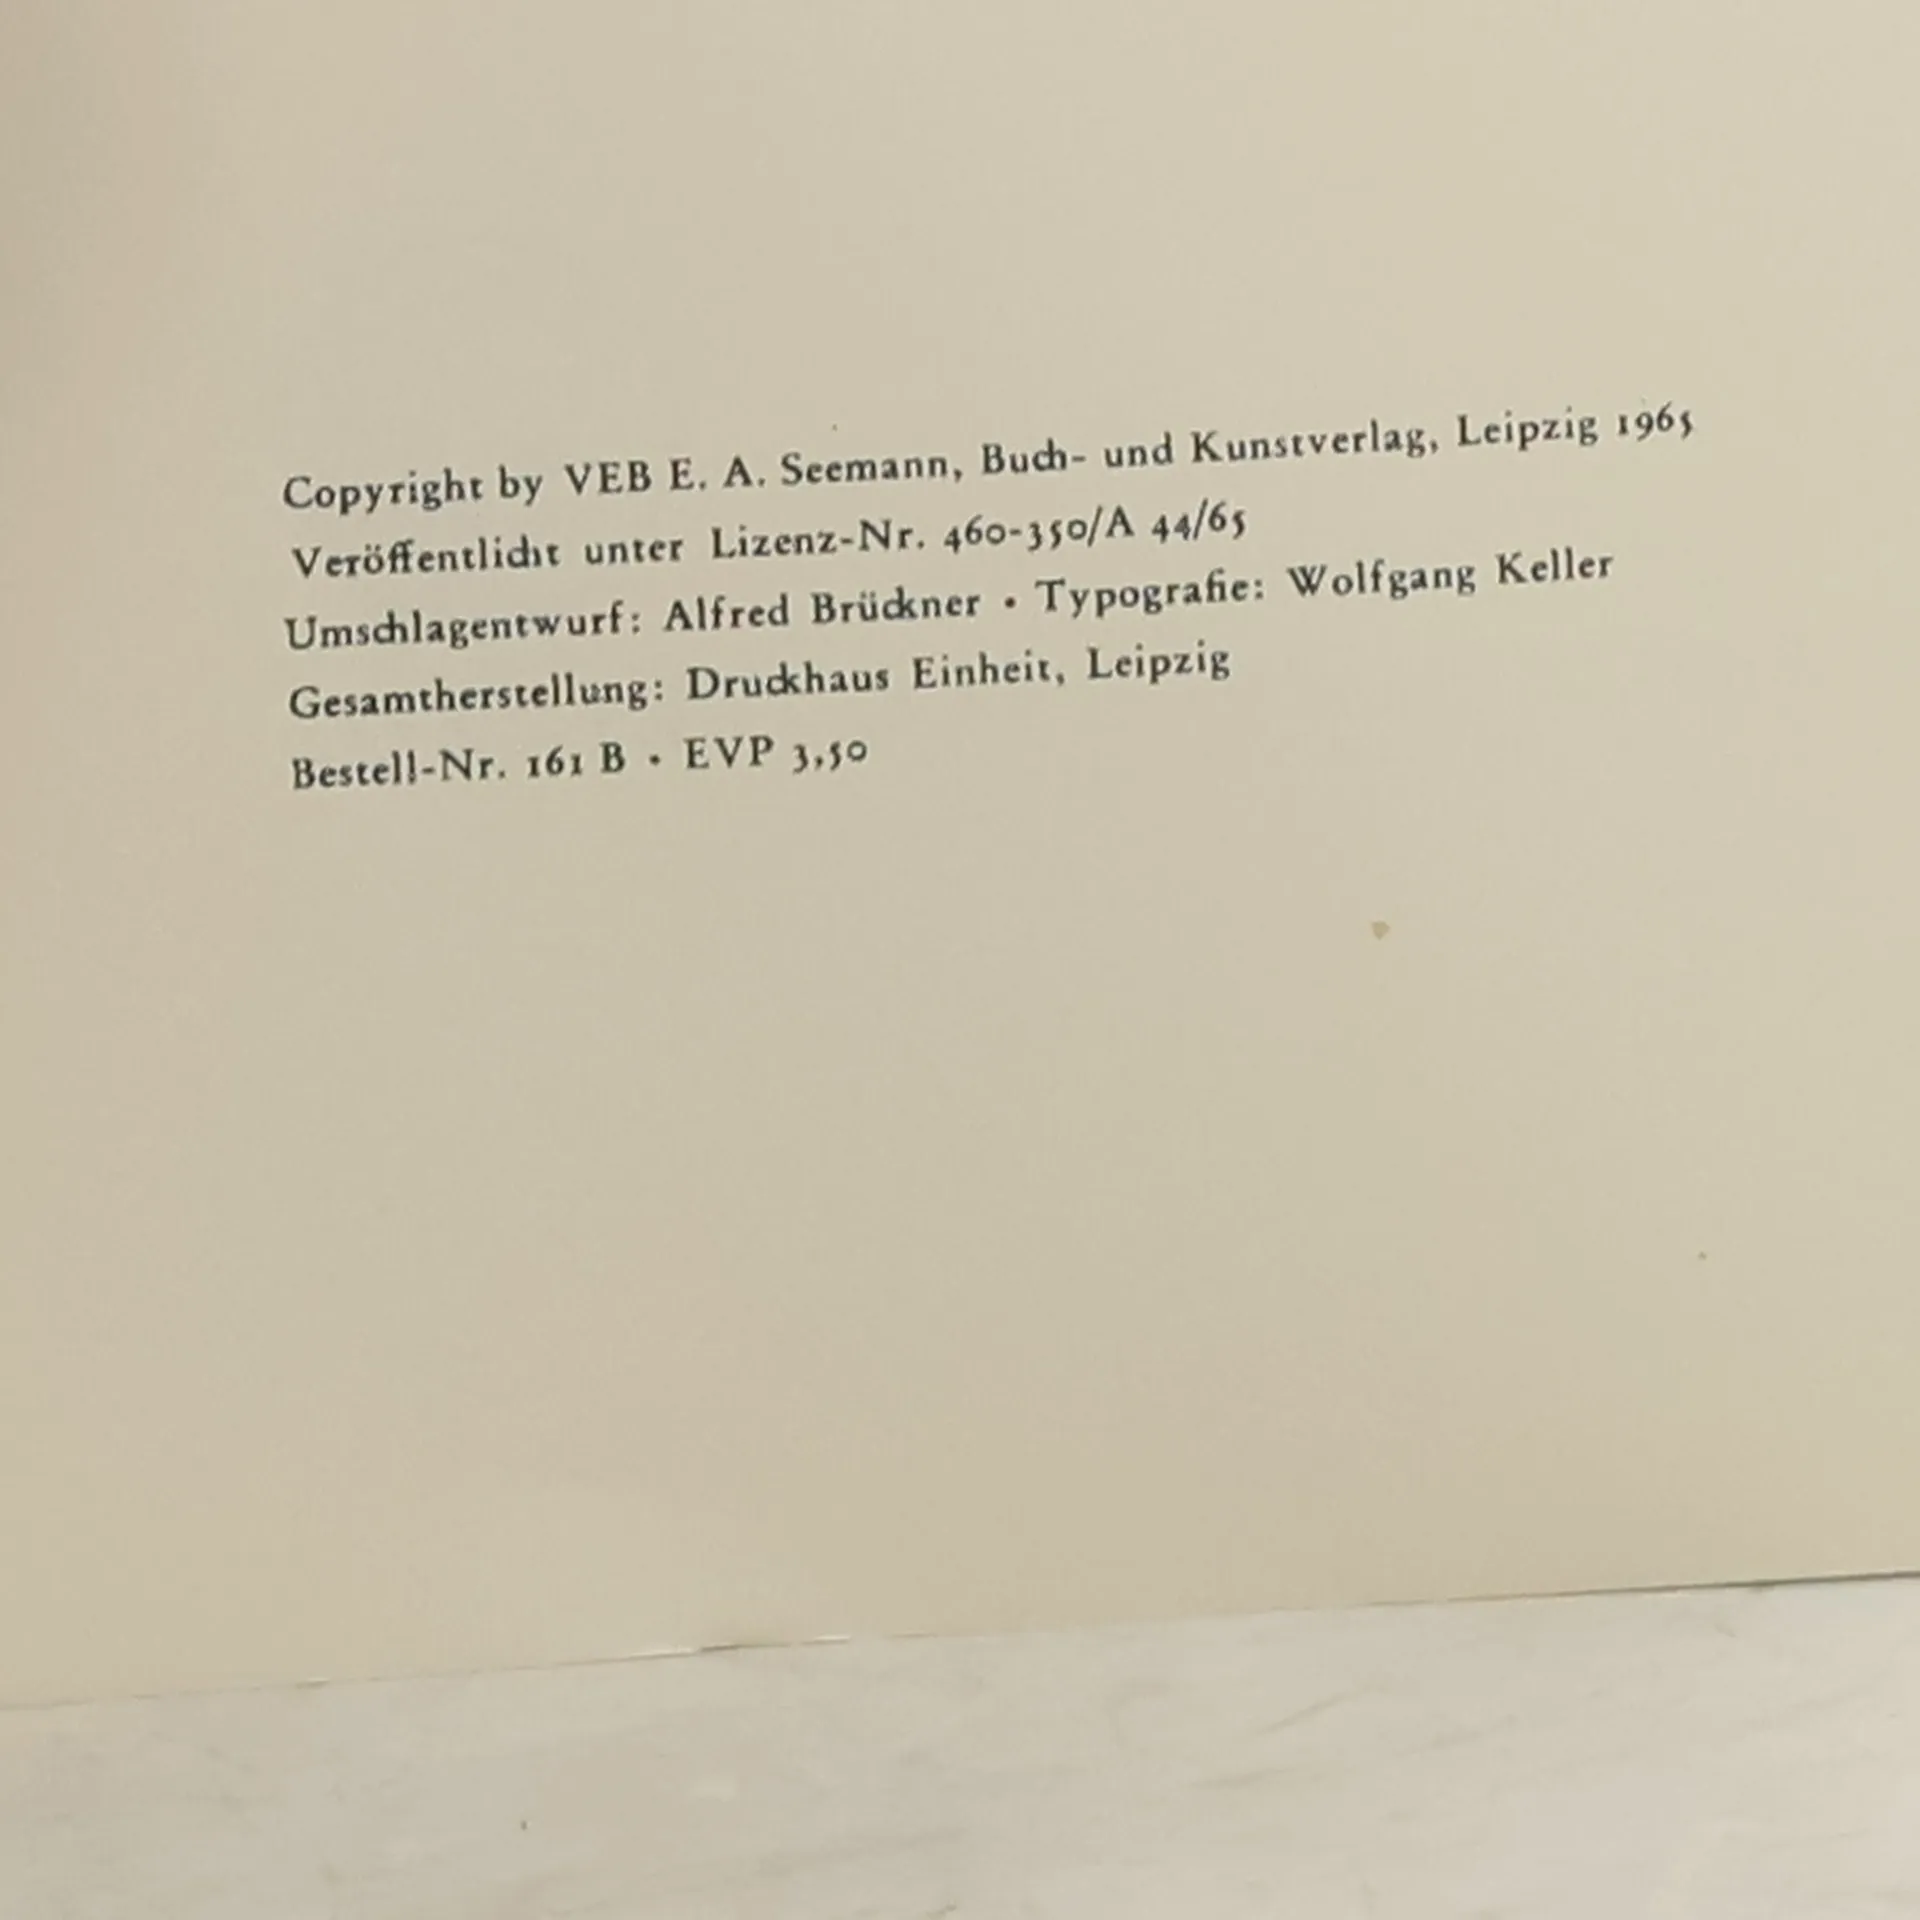 Copyright by VEB E. A. Seemann, Buch- und Kunstverlag, Leipzig 1965
Veröffentlicht unter Lizenz-Nr. 460-350/A 44/65
Umschlagentwurf: Alfred Brückner · Typografie: Wolfgang Keller
Gesamtherstellung: Druckhaus Einheit, Leipzig
Bestell-Nr. 161 B · EVP 3,50